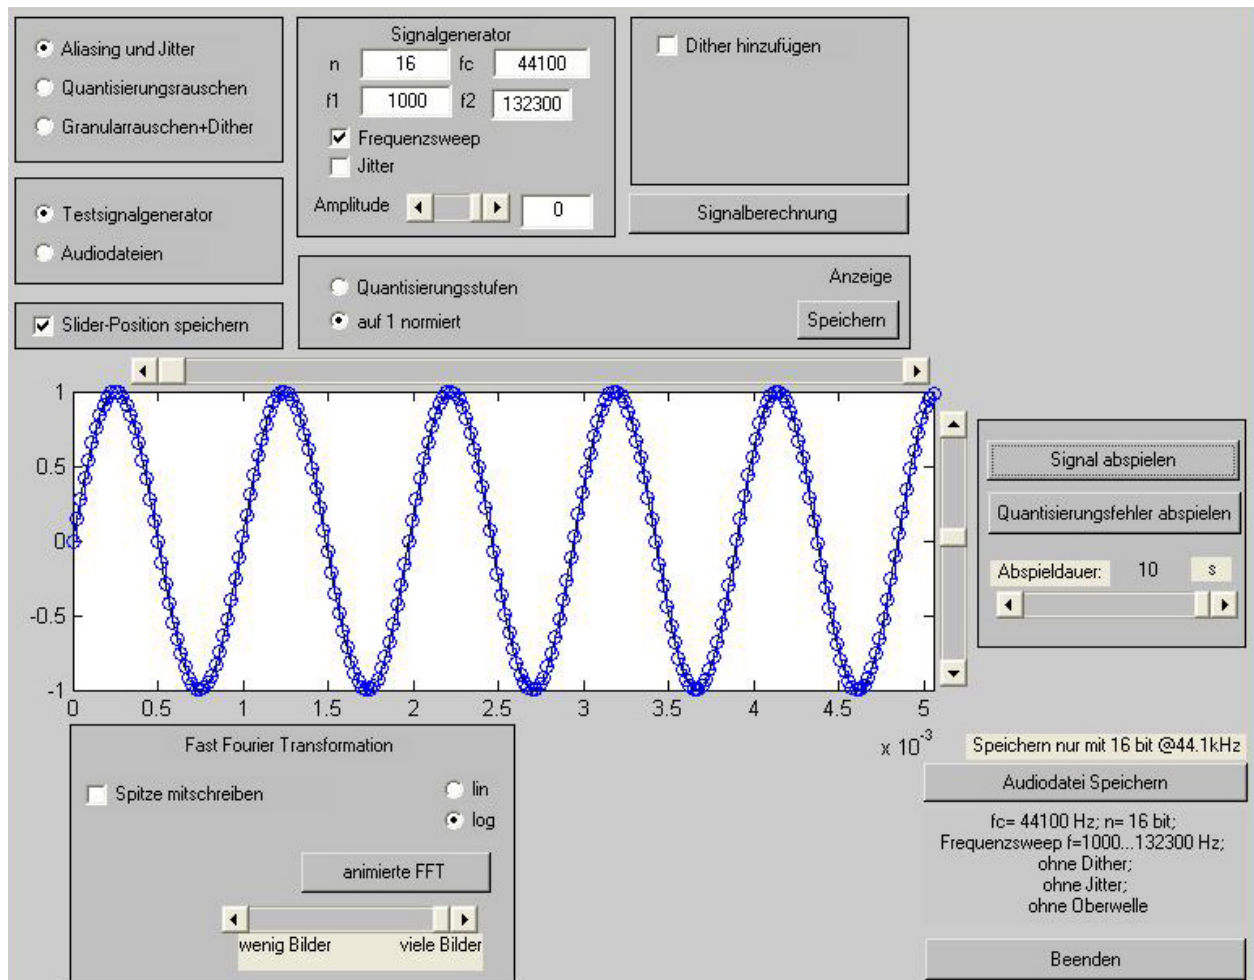 Aliasing und Jitter
Quantisierungsrauschen
Granularrauschen+Dither
Signalgenerator
n 16 fc 44100
f1 1000 f2 132300
Frequenzsweep
Jitter
Amplitude 0
Dither hinzufügen
Signalberechnung
Testsignalgenerator
Audiodateien
Slider-Position speichern
Quantisierungsstufen
auf 1 normiert
Anzeige
Speichern
1
0.5
0
-0.5
-1
0 0.5 1 1.5 2 2.5 3 3.5 4 4.5 5
x 10^-3
Signal abspielen
Quantisierungsfehler abspielen
Abspieldauer: 10 s
Fast Fourier Transformation
Spitze mitschreiben
lin
log
animierte FFT
wenig Bilder viele Bilder
Speichern nur mit 16 bit @44.1kHz
Audiodatei Speichern
fc= 44100 Hz; n= 16 bit;
Frequenzsweep f=1000...132300 Hz;
ohne Dither;
ohne Jitter;
ohne Oberwelle
Beenden